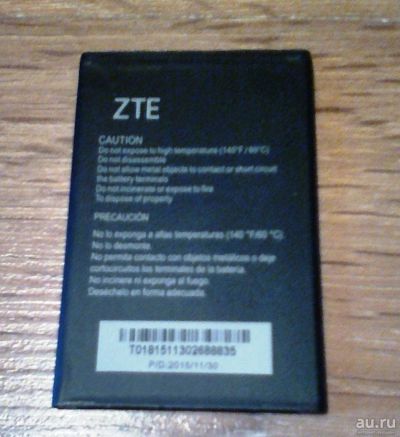 ZTE
CAUTION
Do not expose to high temperature (140°F / 60°C)
Do not disassemble
Do not allow metal objects to contact or short circuit
the battery terminals
Do not incinerate or expose to fire
To dispose of properly
PRECAUCIÓN
No lo exponga a altas temperaturas (140 °F/60 °C).
No lo desmonte.
No permita contacto con objetos metálicos o deje
cortocircuitos los terminales de la batería.
No incinere ni exponga al fuego.
Deséchelo en forma adecuada.
T0181511302688835
P/D:2015/11/30
au.ru